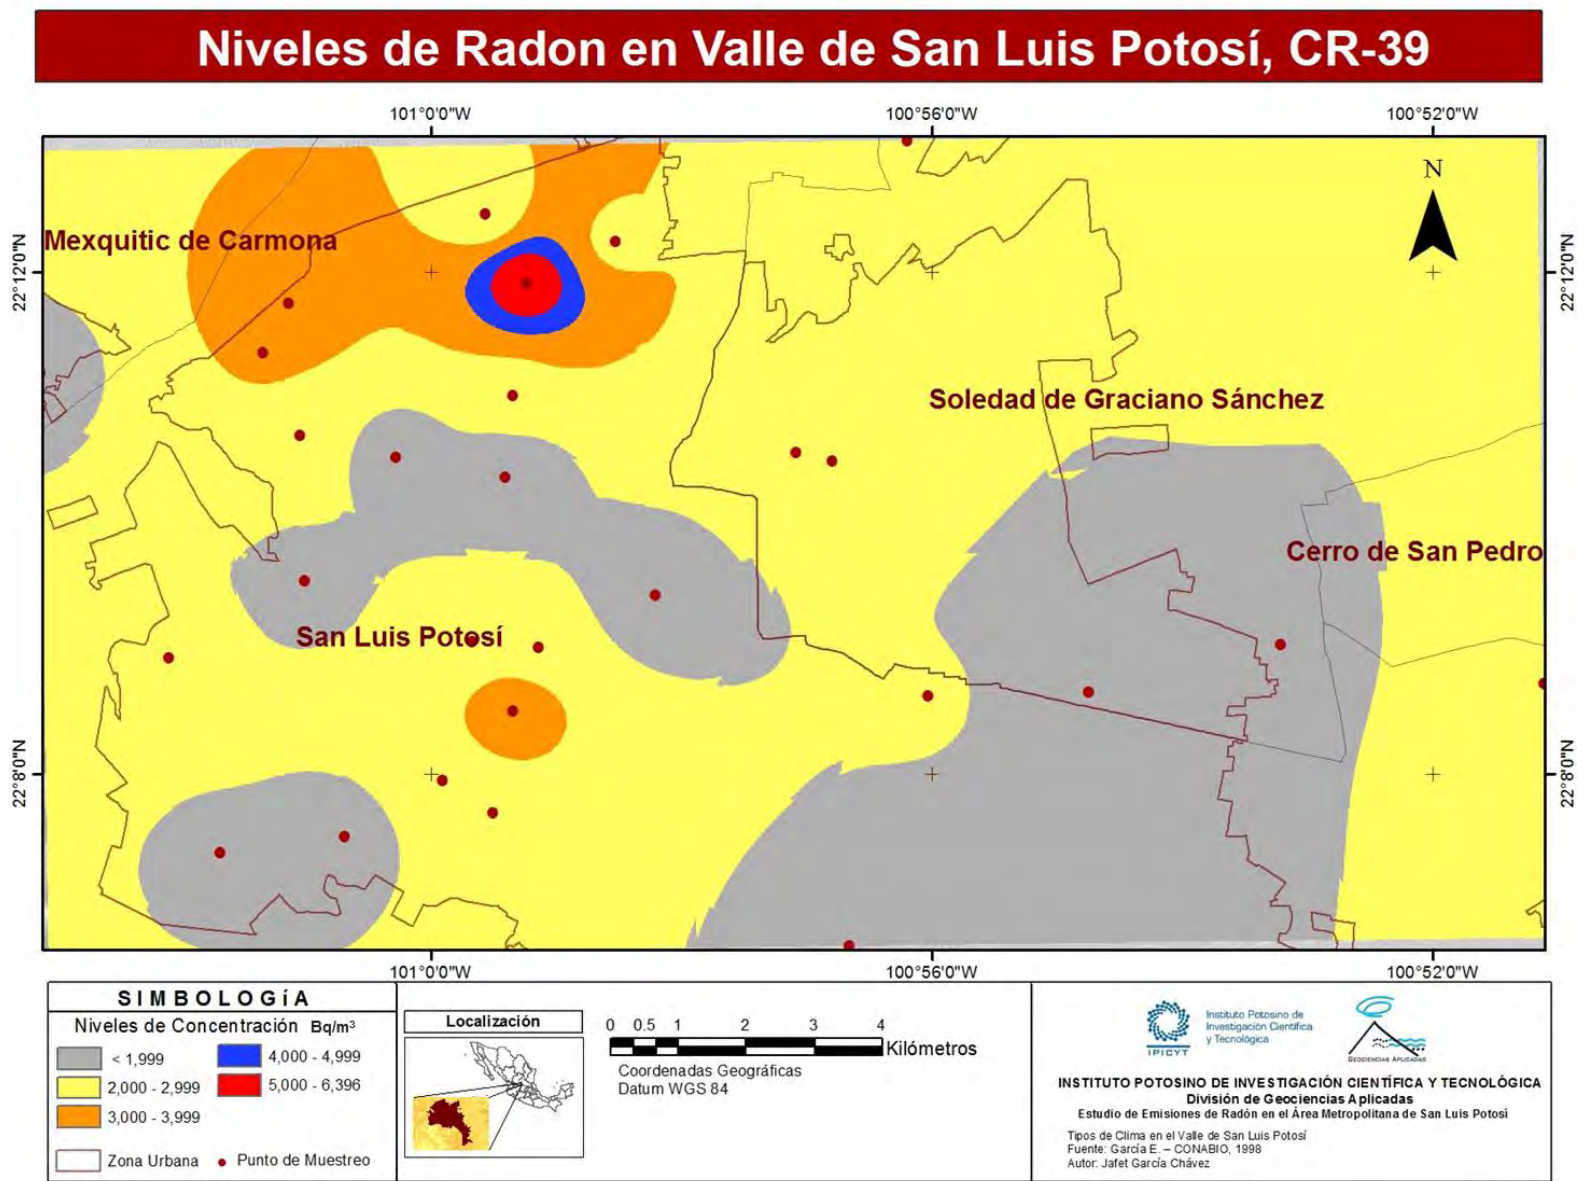 Niveles de Radon en Valle de San Luis Potosí, CR-39
101°0'0"W 100°56'0"W 100°52'0"W
N
Mexquitic de Carmona
22°12'0"N 22°12'0"N
Soledad de Graciano Sánchez
Cerro de San Pedro
San Luis Potosí
22°8'0"N 22°8'0"N
101°0'0"W 100°56'0"W 100°52'0"W
SIMBOLOGíA
Niveles de Concentración Bq/m³
< 1,999
2,000 - 2,999
3,000 - 3,999
4,000 - 4,999
5,000 - 6,396
Zona Urbana
Punto de Muestreo
Localización
0 0.5 1 2 3 4
Kilómetros
Coordenadas Geográficas
Datum WGS 84
IPICYT
Instituto Potosino de
Investigación Científica
y Tecnológica
GEOCIENCIAS APLICADAS
INSTITUTO POTOSINO DE INVESTIGACIÓN CIENTÍFICA Y TECNOLÓGICA
División de Geociencias Aplicadas
Estudio de Emisiones de Radón en el Área Metropolitana de San Luis Potosí
Tipos de Clima en el Valle de San Luis Potosí
Fuente: García E. – CONABIO, 1998
Autor: Jafet García Chávez